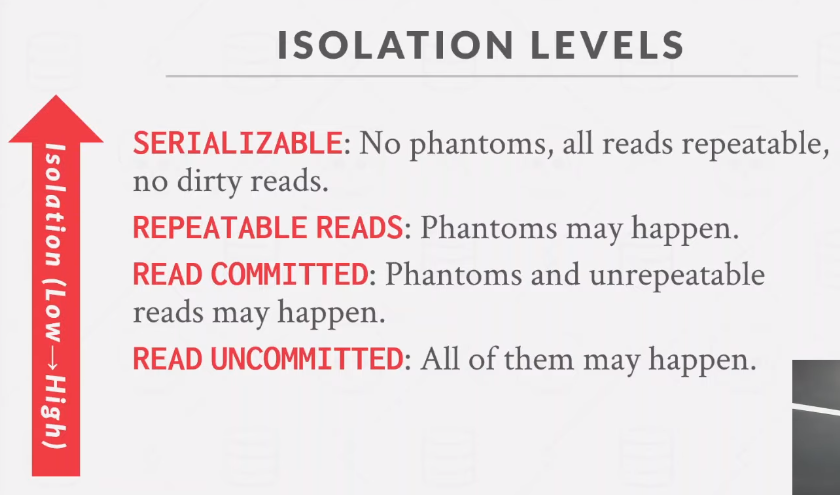 ISOLATION LEVELS
Isolation (Low→High)
SERIALIZABLE: No phantoms, all reads repeatable,
no dirty reads.
REPEATABLE READS: Phantoms may happen.
READ COMMITTED: Phantoms and unrepeatable
reads may happen.
READ UNCOMMITTED: All of them may happen.